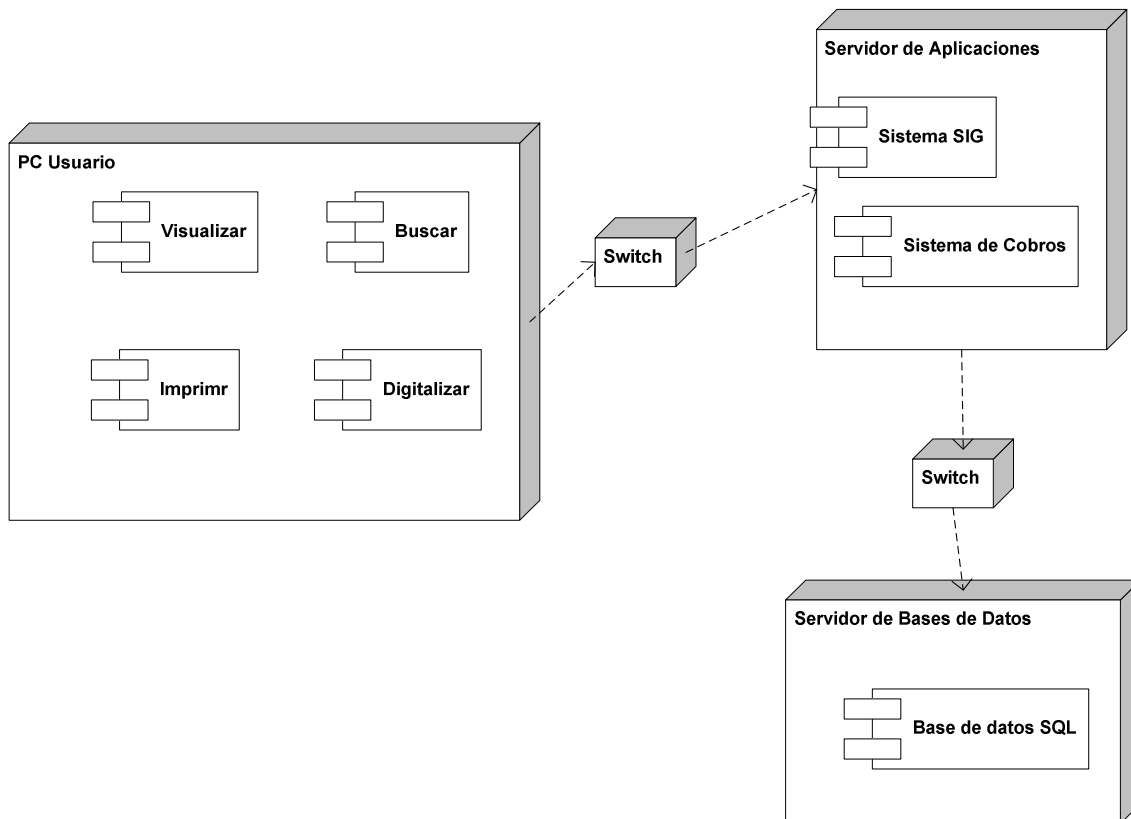 PC Usuario
Visualizar
Buscar
Imprimr
Digitalizar
Switch
Servidor de Aplicaciones
Sistema SIG
Sistema de Cobros
Switch
Servidor de Bases de Datos
Base de datos SQL